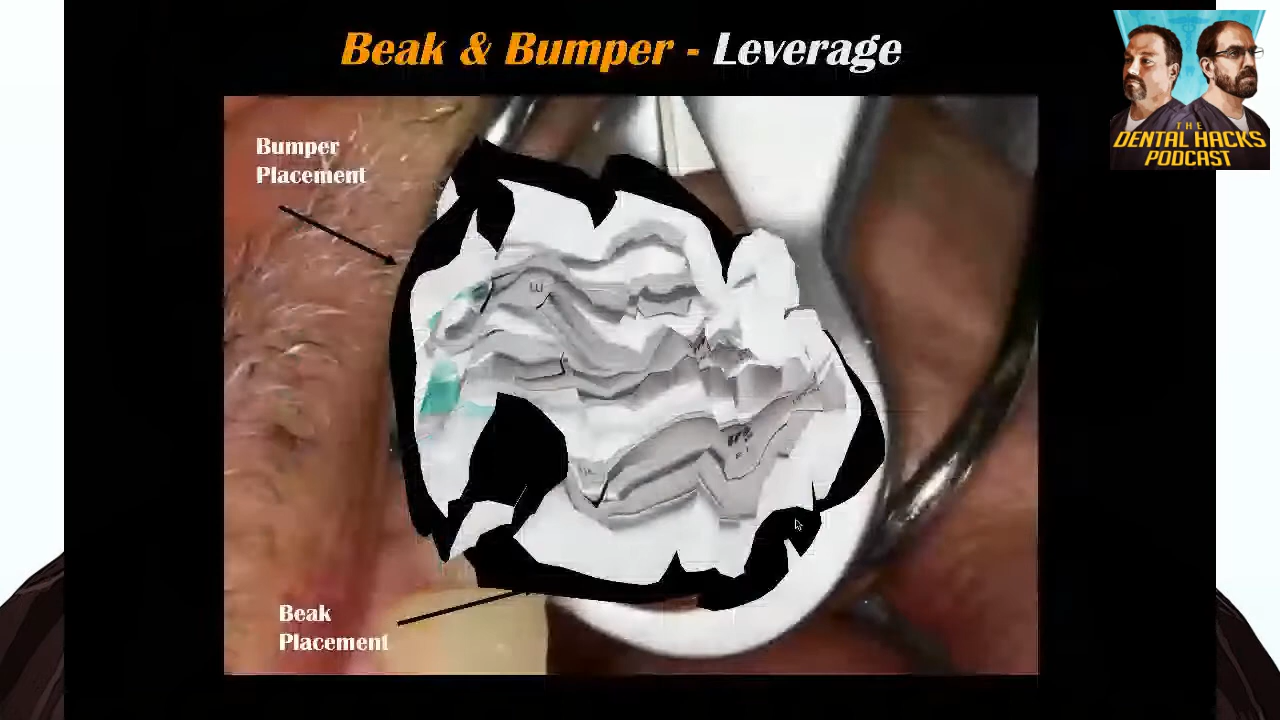 Beak & Bumper - Leverage
THE
DENTAL HACKS
PODCAST
Bumper
Placement
Beak
Placement